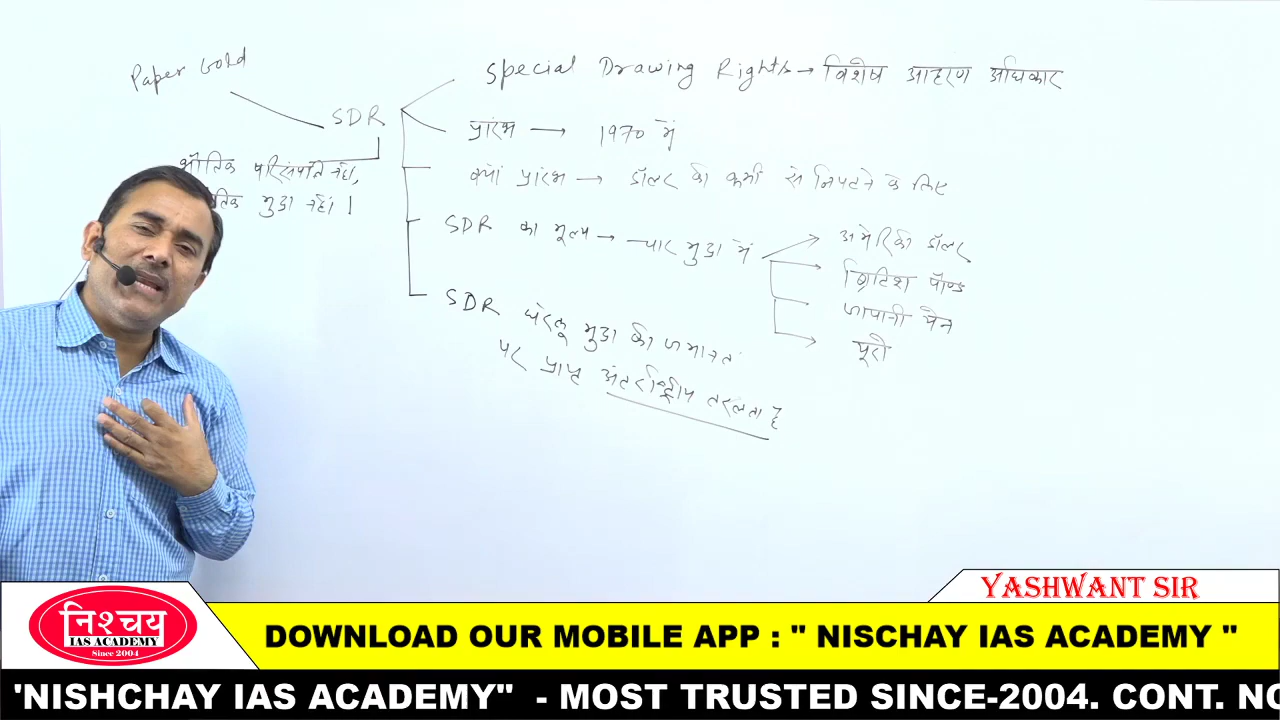 Paper Gold
SDR
भौतिक परिसंपत्ति नहीं,
मुद्रा नहीं ।
Special Drawing Rights → विशेष आहरण अधिकार
प्रारंभ → 1970 में
क्यों प्रारंभ → डॉलर की कमी से निपटने के लिए
SDR का मूल्य → चार मुद्रा में
अमेरिकी डॉलर
ब्रिटिश पॉण्ड
जापानी येन
यूरो
SDR घरेलू मुद्रा की जमानत
पर प्राप्त अंतर्राष्ट्रीय तरलता है
YASHWANT SIR
निश्चय
IAS ACADEMY
Since 2004
DOWNLOAD OUR MOBILE APP : " NISCHAY IAS ACADEMY "
'NISHCHAY IAS ACADEMY" - MOST TRUSTED SINCE-2004. CONT. NO